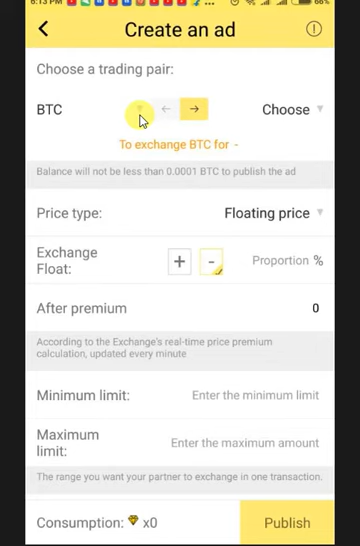 6:13 PM
66%
Create an ad
Choose a trading pair:
BTC
Choose
To exchange BTC for -
Balance will not be less than 0.0001 BTC to publish the ad
Price type:
Floating price
Exchange
Float:
+
-
Proportion %
After premium
0
According to the Exchange's real-time price premium
calculation, updated every minute
Minimum limit:
Enter the minimum limit
Maximum
limit:
Enter the maximum amount
The range you want your partner to exchange in one transaction.
Consumption: x0
Publish